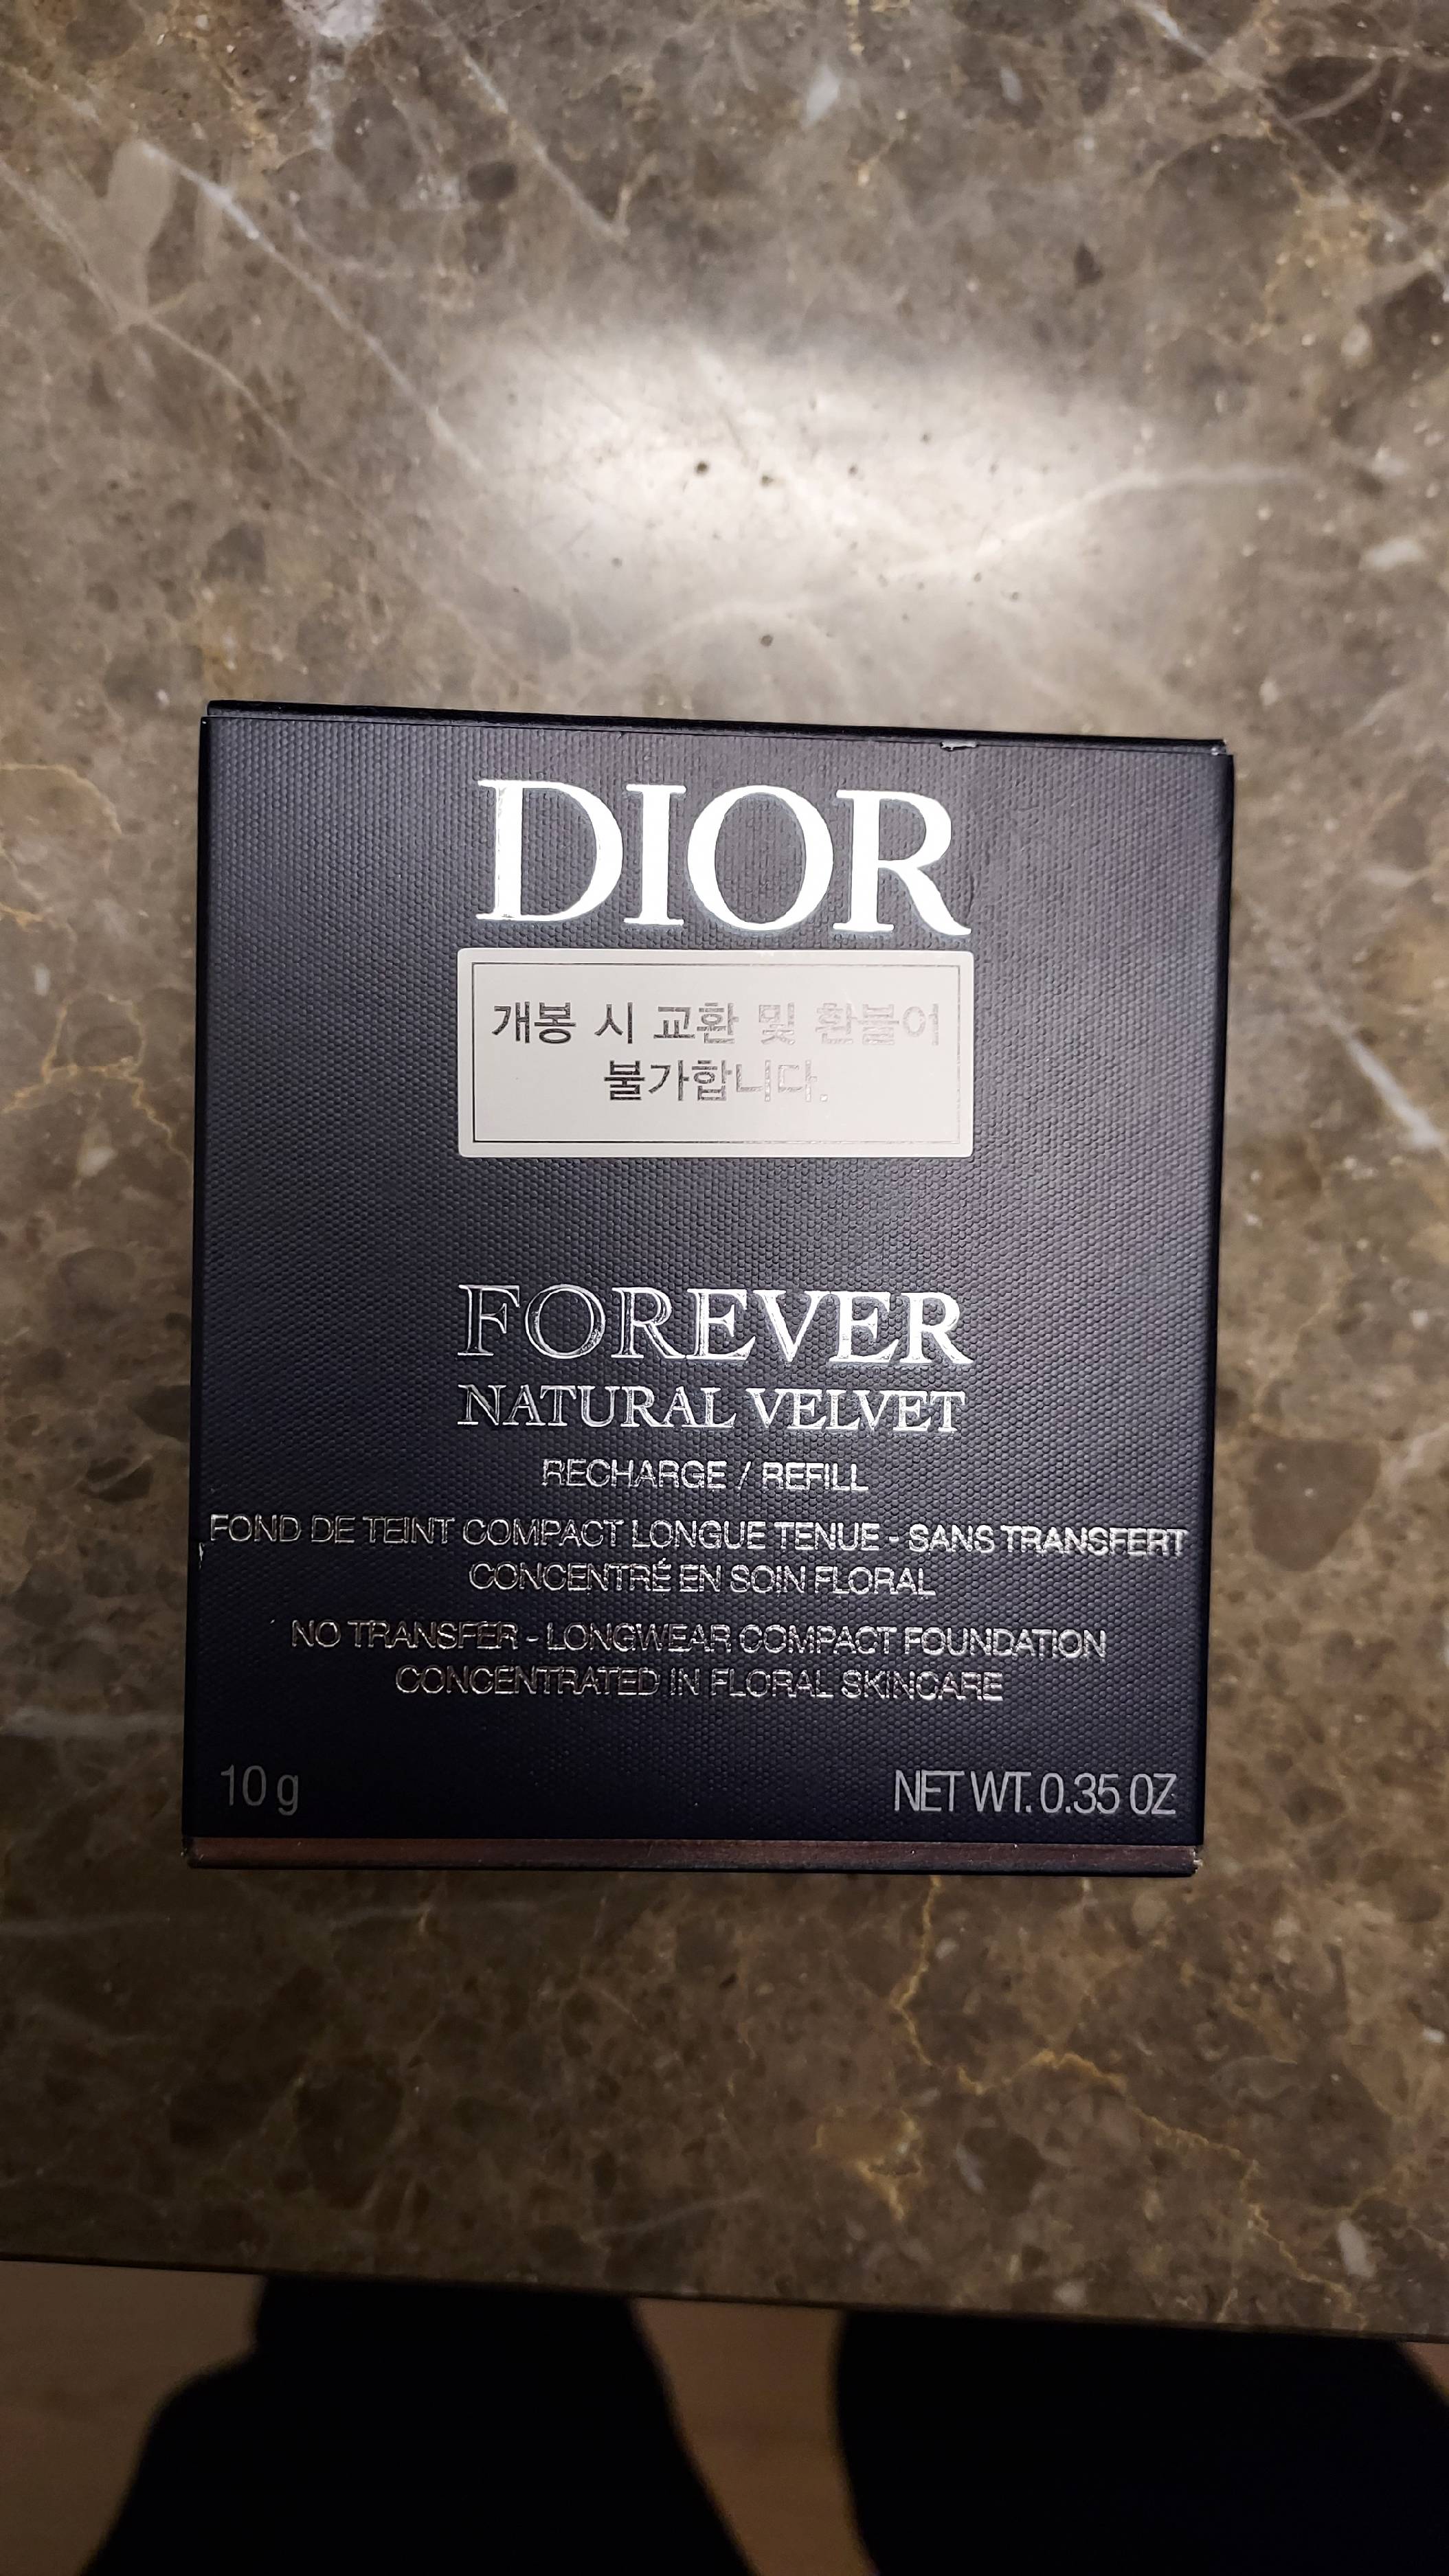 DIOR
개봉 시 교환 및 환불이
불가합니다.
FOREVER
NATURAL VELVET
RECHARGE / REFILL
FOND DE TEINT COMPACT LONGUE TENUE - SANS TRANSFERT
CONCENTRÉ EN SOIN FLORAL
NO TRANSFER - LONGWEAR COMPACT FOUNDATION
CONCENTRATED IN FLORAL SKINCARE
10 g NET WT. 0.35 OZ